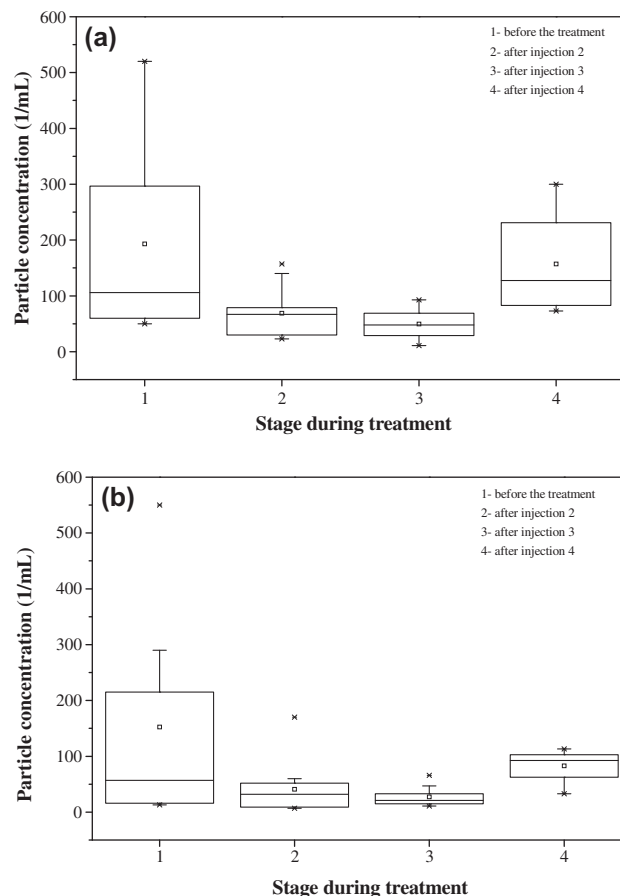 (a)
1- before the treatment
2- after injection 2
3- after injection 3
4- after injection 4
Particle concentration (1/mL)
600
500
400
300
200
100
0
1 2 3 4
Stage during treatment
(b)
1- before the treatment
2- after injection 2
3- after injection 3
4- after injection 4
Particle concentration (1/mL)
600
500
400
300
200
100
0
1 2 3 4
Stage during treatment